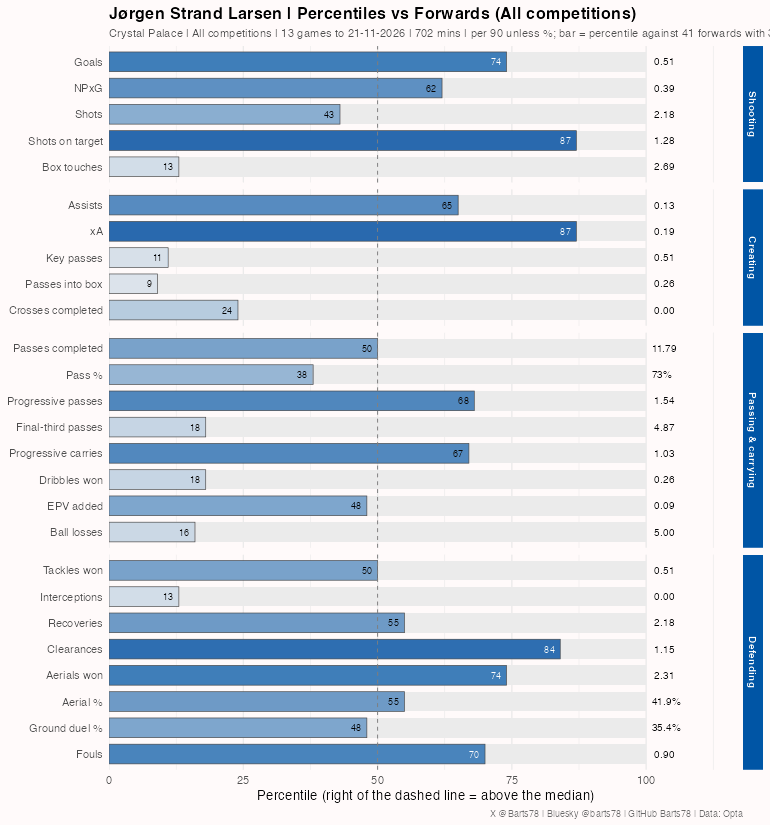 Jørgen Strand Larsen | Percentiles vs Forwards (All competitions)
Crystal Palace | All competitions | 13 games to 21-11-2026 | 702 mins | per 90 unless %; bar = percentile against 41 forwards with
Goals 74 0.51
NPxG 62 0.39
Shots 43 2.18
Shots on target 87 1.28
Box touches 13 2.69
Shooting
Assists 65 0.13
xA 87 0.19
Key passes 11 0.51
Passes into box 9 0.26
Crosses completed 24 0.00
Creating
Passes completed 50 11.79
Pass % 38 73%
Progressive passes 68 1.54
Final-third passes 18 4.87
Progressive carries 67 1.03
Dribbles won 18 0.26
EPV added 48 0.09
Ball losses 16 5.00
Passing & carrying
Tackles won 50 0.51
Interceptions 13 0.00
Recoveries 55 2.18
Clearances 84 1.15
Aerials won 74 2.31
Aerial % 55 41.9%
Ground duel % 48 35.4%
Fouls 70 0.90
Defending
0 25 50 75 100
Percentile (right of the dashed line = above the median)
X @Barts78 | Bluesky @barts78 | GitHub Barts78 | Data: Opta